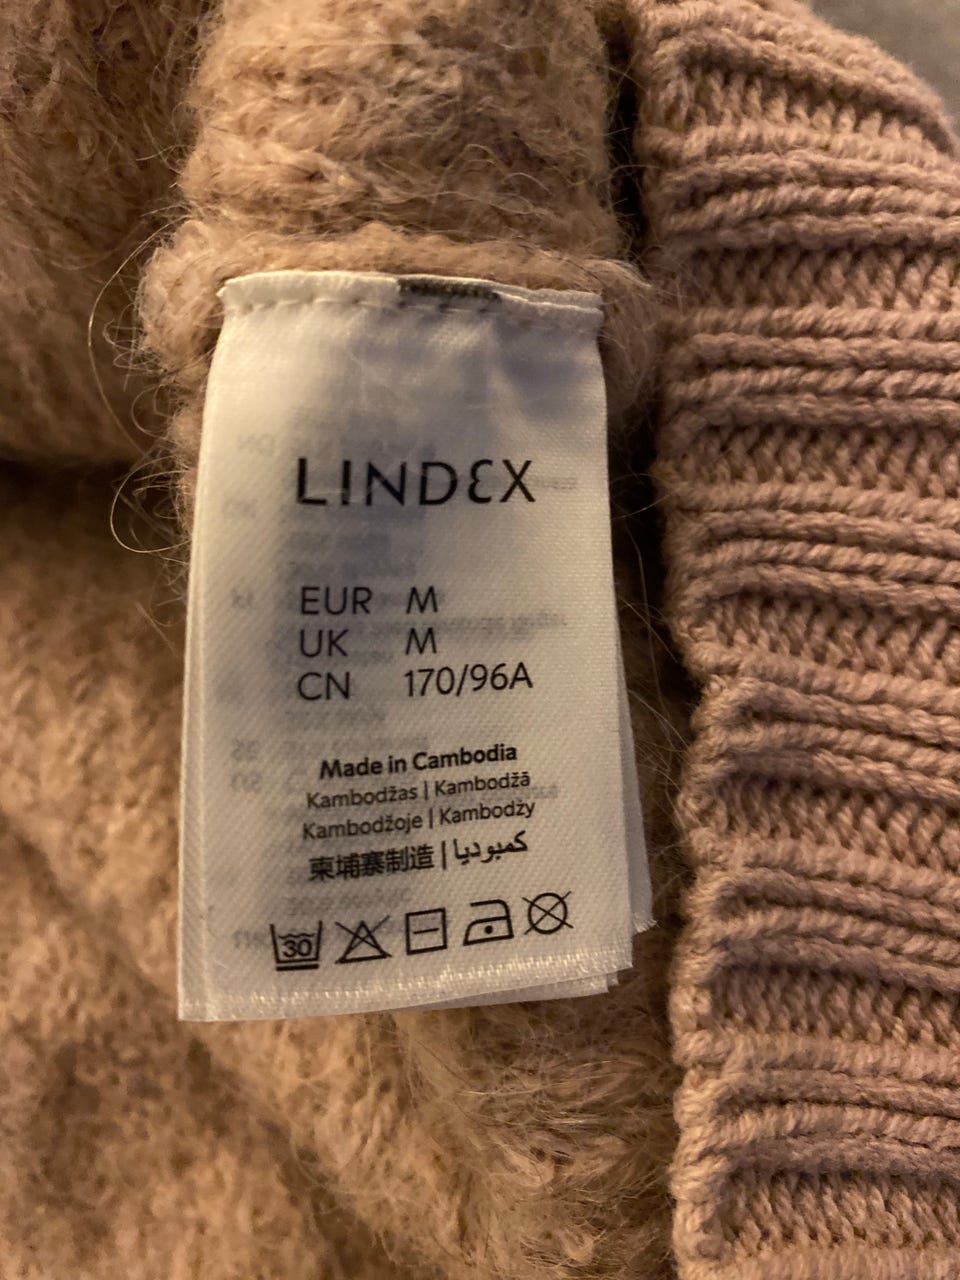 LINDEX
EUR M
UK M
CN 170/96A
Made in Cambodia
Kambodžas | Kambodžā
Kambodžoje | Kambodży
柬埔寨制造 | كمبوديا
30